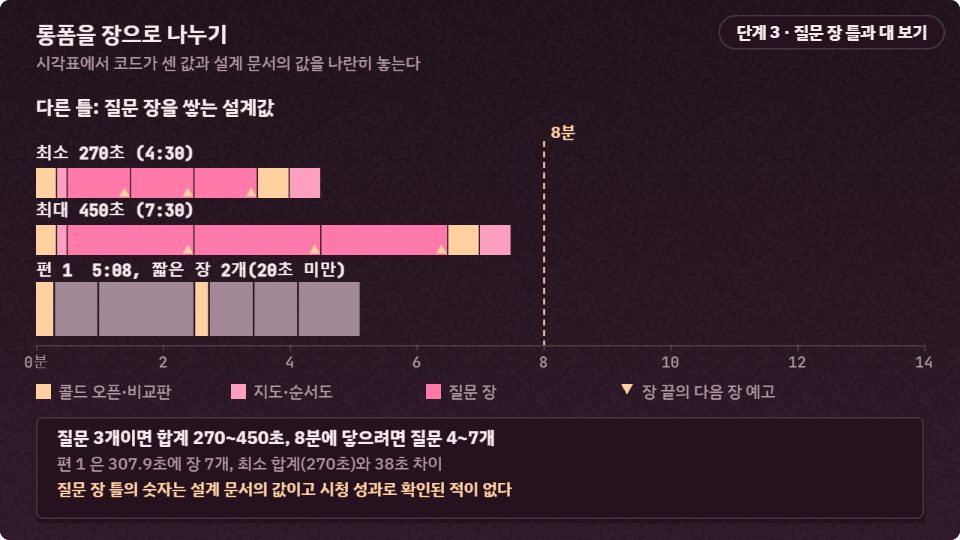 롱폼을 장으로 나누기
단계 3 · 질문 장 틀과 대 보기
시각표에서 코드가 센 값과 설계 문서의 값을 나란히 놓는다
다른 틀: 질문 장을 쌓는 설계값
8분
최소 270초 (4:30)
최대 450초 (7:30)
편 1 5:08, 짧은 장 2개(20초 미만)
0분 2 4 6 8 10 12 14
콜드 오픈·비교판 지도·순서도 질문 장 장 끝의 다음 장 예고
질문 3개이면 합계 270~450초, 8분에 닿으려면 질문 4~7개
편 1 은 307.9초에 장 7개, 최소 합계(270초)와 38초 차이
질문 장 틀의 숫자는 설계 문서의 값이고 시청 성과로 확인된 적이 없다